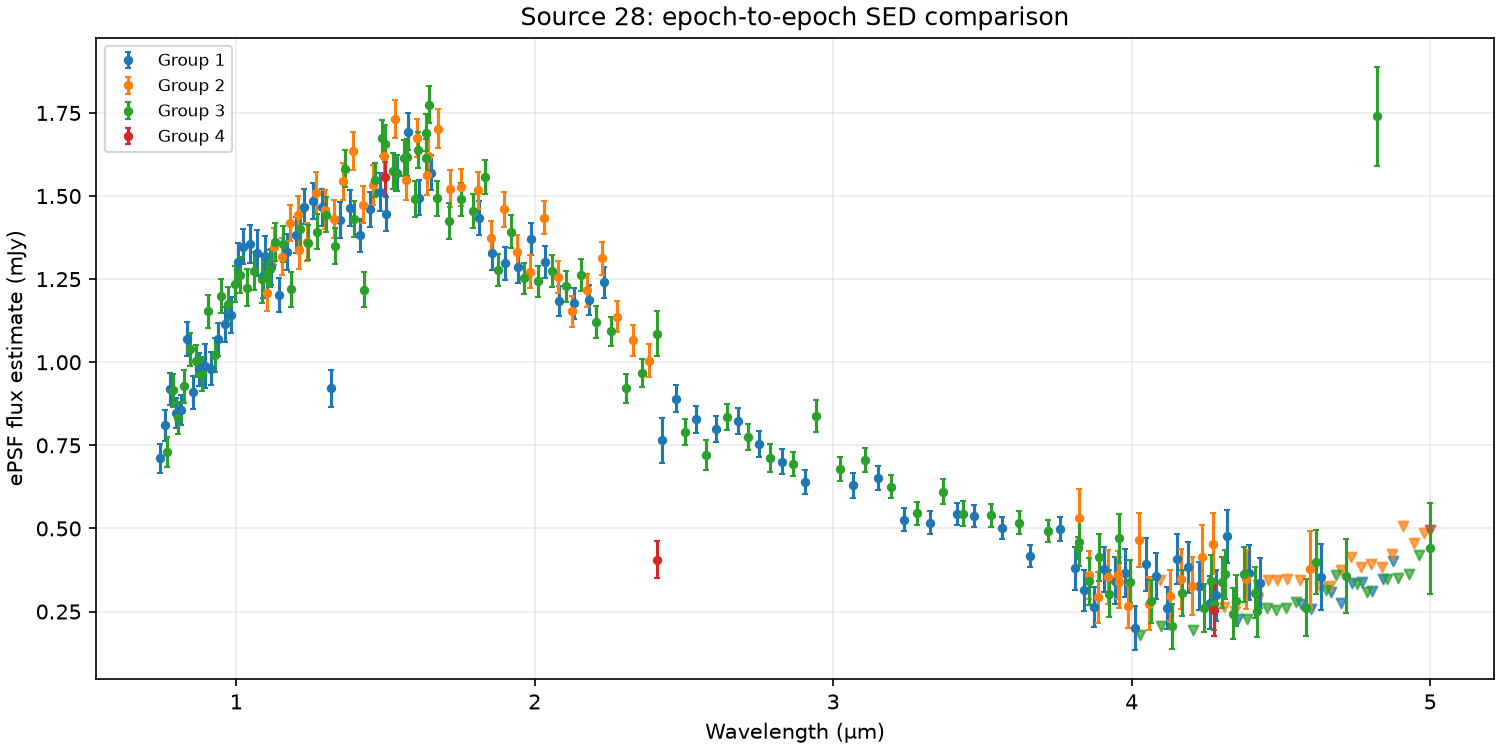 Source 28: epoch-to-epoch SED comparison
Group 1
Group 2
Group 3
Group 4
ePSF flux estimate (mJy)
1.75
1.50
1.25
1.00
0.75
0.50
0.25
1 2 3 4 5
Wavelength (μm)